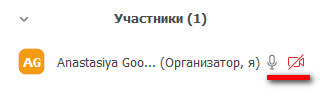 Участники (1)
AG Anastasiya Goo... (Организатор, я)